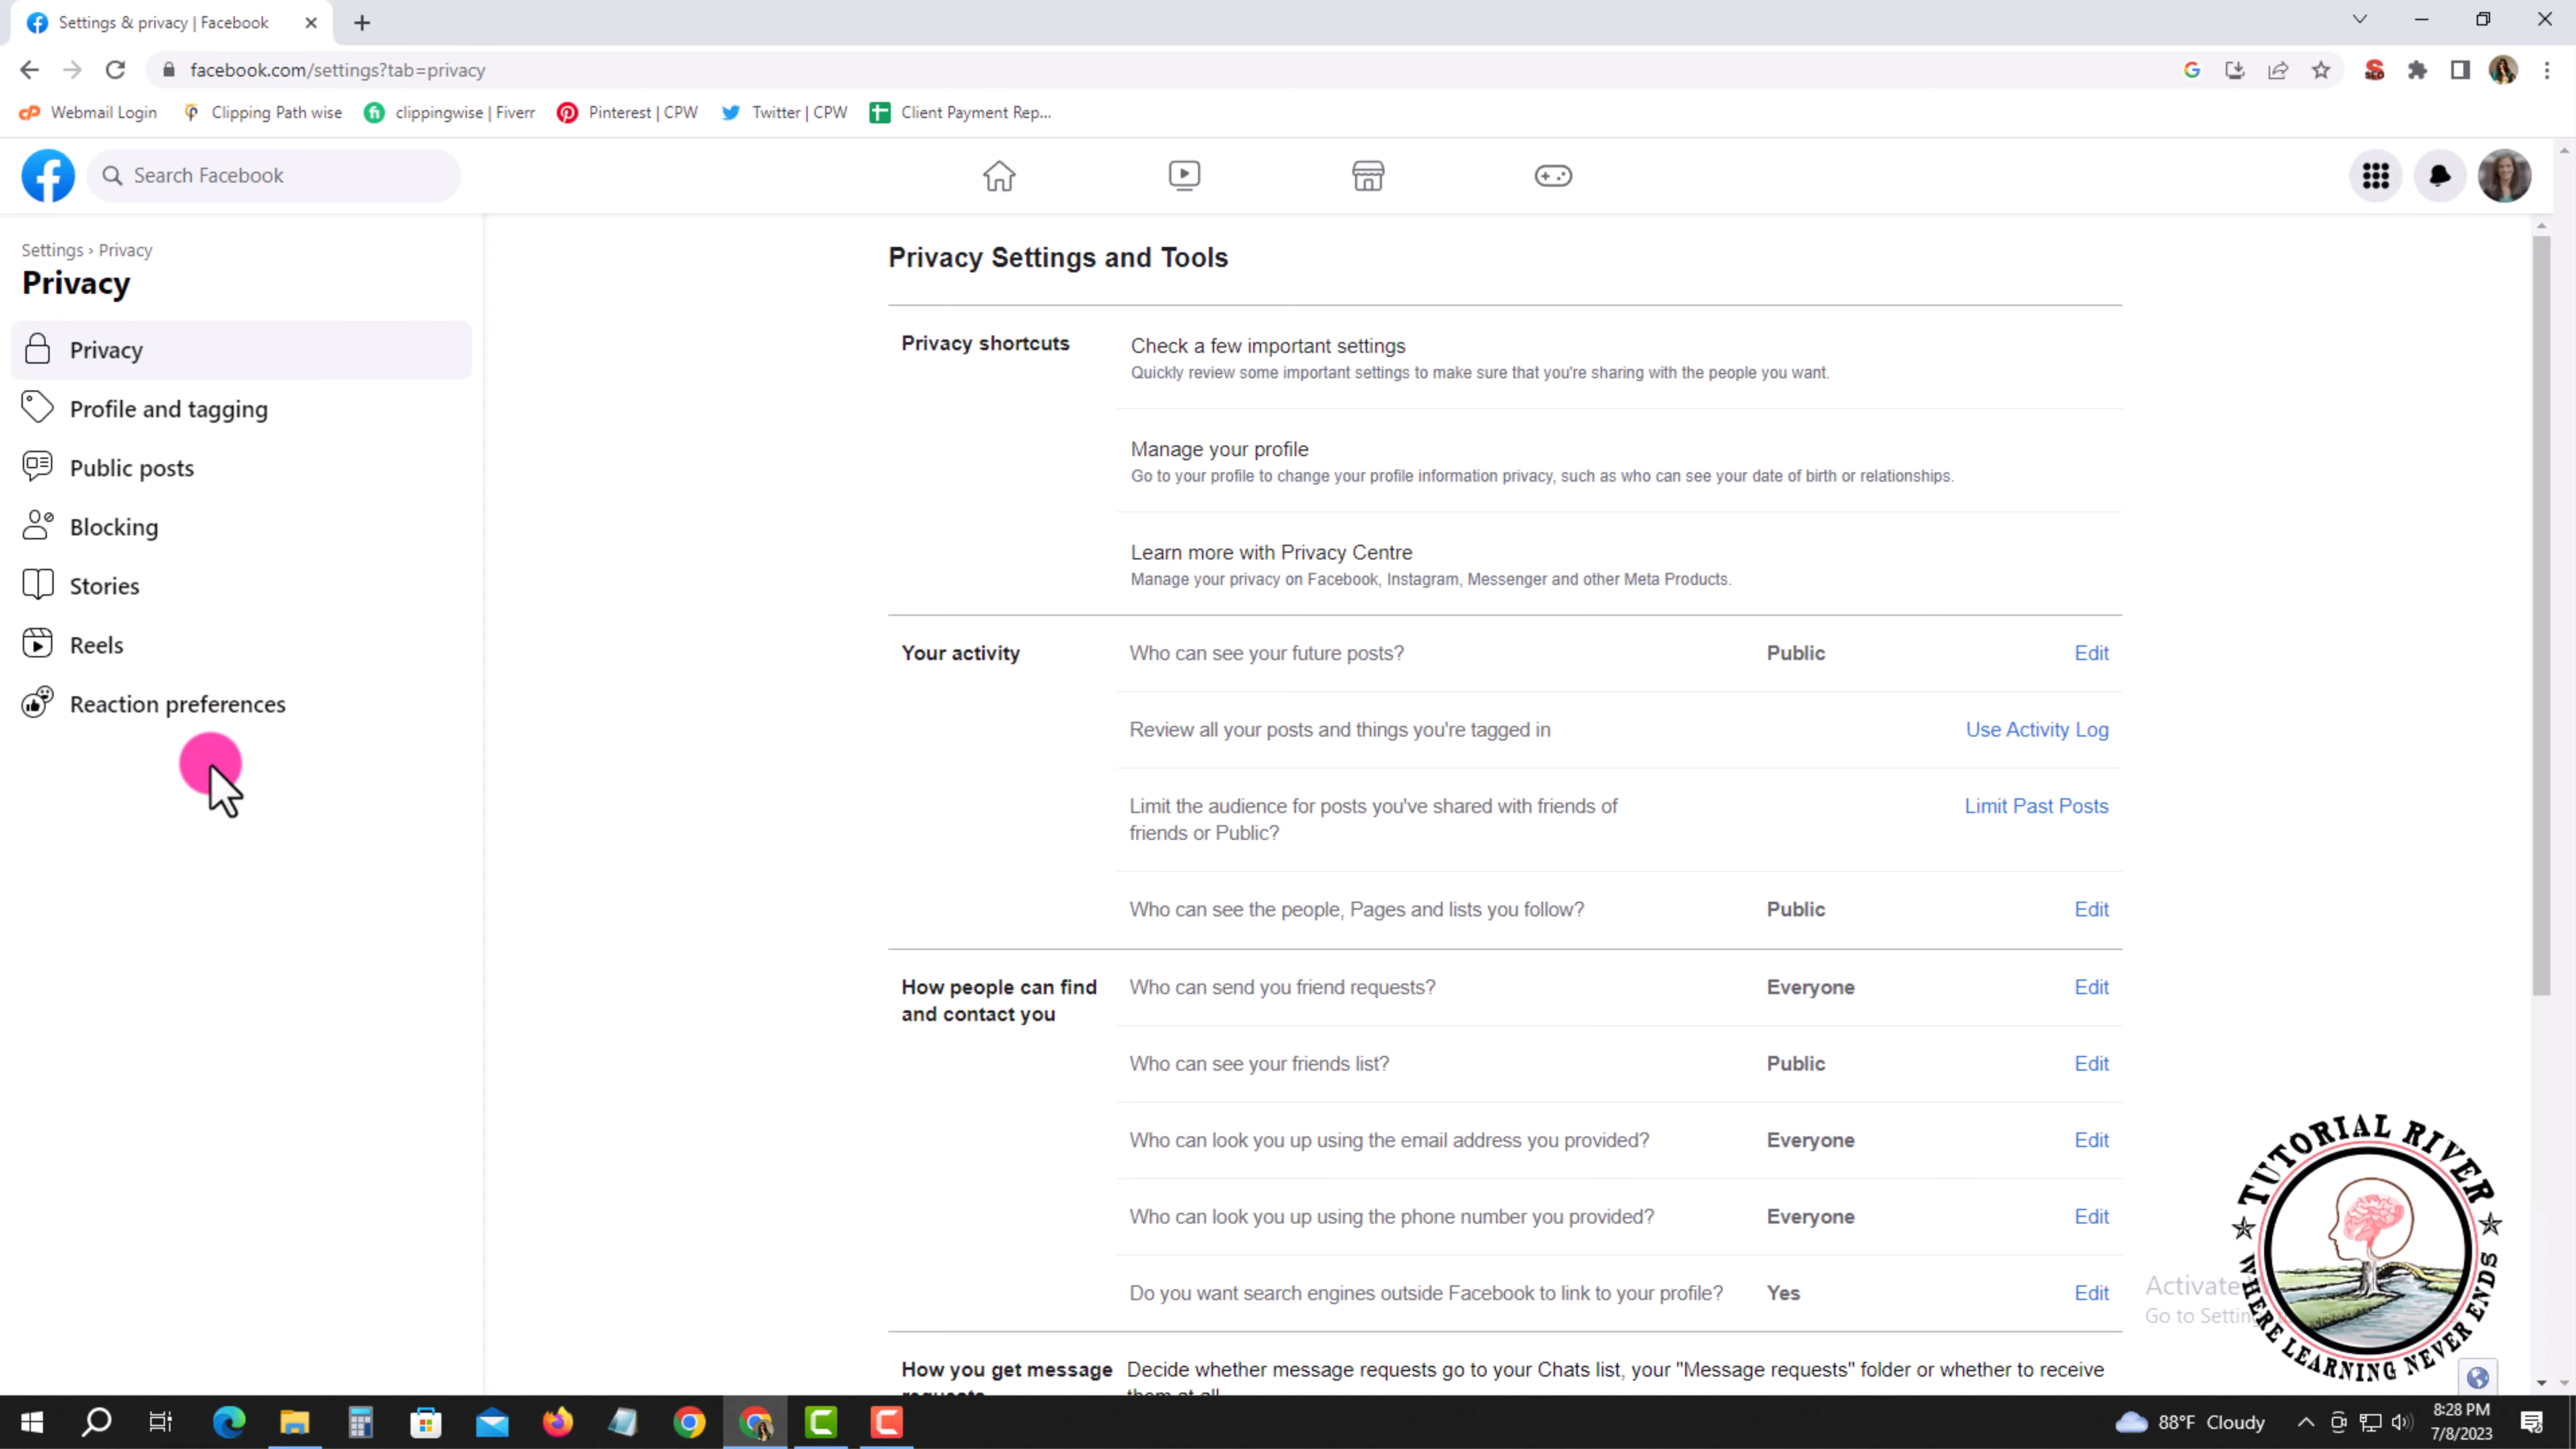 Settings & privacy | Facebook
facebook.com/settings?tab=privacy
Webmail Login
Clipping Path wise
clippingwise | Fiverr
Pinterest | CPW
Twitter | CPW
Client Payment Rep...
Search Facebook
Settings › Privacy
Privacy
Privacy
Profile and tagging
Public posts
Blocking
Stories
Reels
Reaction preferences
Privacy Settings and Tools
Privacy shortcuts
Check a few important settings
Quickly review some important settings to make sure that you're sharing with the people you want.
Manage your profile
Go to your profile to change your profile information privacy, such as who can see your date of birth or relationships.
Learn more with Privacy Centre
Manage your privacy on Facebook, Instagram, Messenger and other Meta Products.
Your activity
Who can see your future posts? Public Edit
Review all your posts and things you're tagged in Use Activity Log
Limit the audience for posts you've shared with friends of Limit Past Posts
friends or Public?
Who can see the people, Pages and lists you follow? Public Edit
How people can find
and contact you
Who can send you friend requests? Everyone Edit
Who can see your friends list? Public Edit
Who can look you up using the email address you provided? Everyone Edit
Who can look you up using the phone number you provided? Everyone Edit
Do you want search engines outside Facebook to link to your profile? Yes Edit
How you get message
requests
Decide whether message requests go to your Chats list, your "Message requests" folder or whether to receive
them at all
Activate
Go to
TUTORIAL RIVER
WHERE LEARNING NEVER ENDS
88°F Cloudy
8:28 PM
7/8/2023